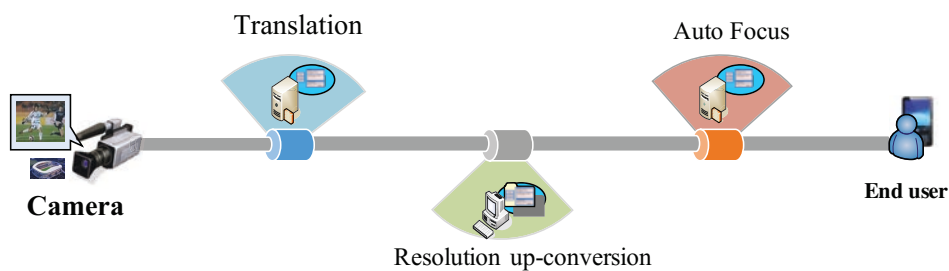 Translation
Auto Focus
Camera
End user
Resolution up-conversion